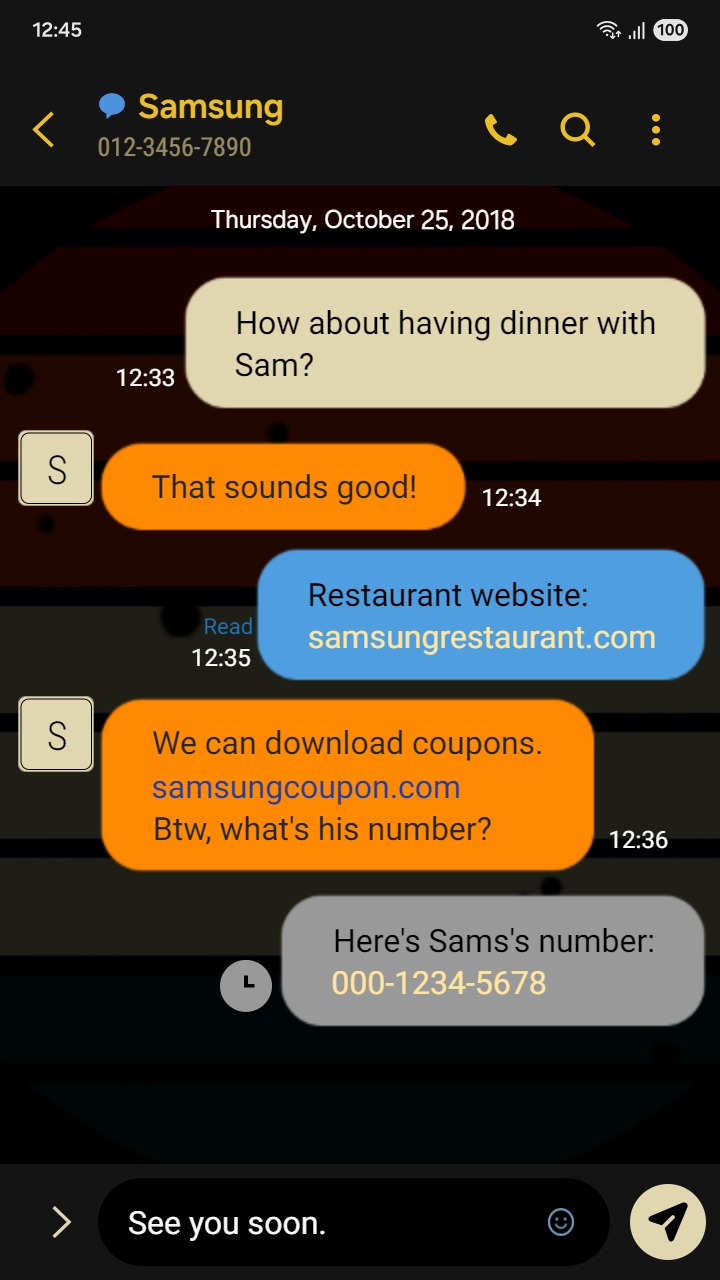 12:45
100
Samsung
012-3456-7890
Thursday, October 25, 2018
How about having dinner with
Sam?
12:33
S
That sounds good!
12:34
Restaurant website:
samsungrestaurant.com
Read
12:35
S
We can download coupons.
samsungcoupon.com
Btw, what's his number?
12:36
Here's Sams's number:
000-1234-5678
See you soon.